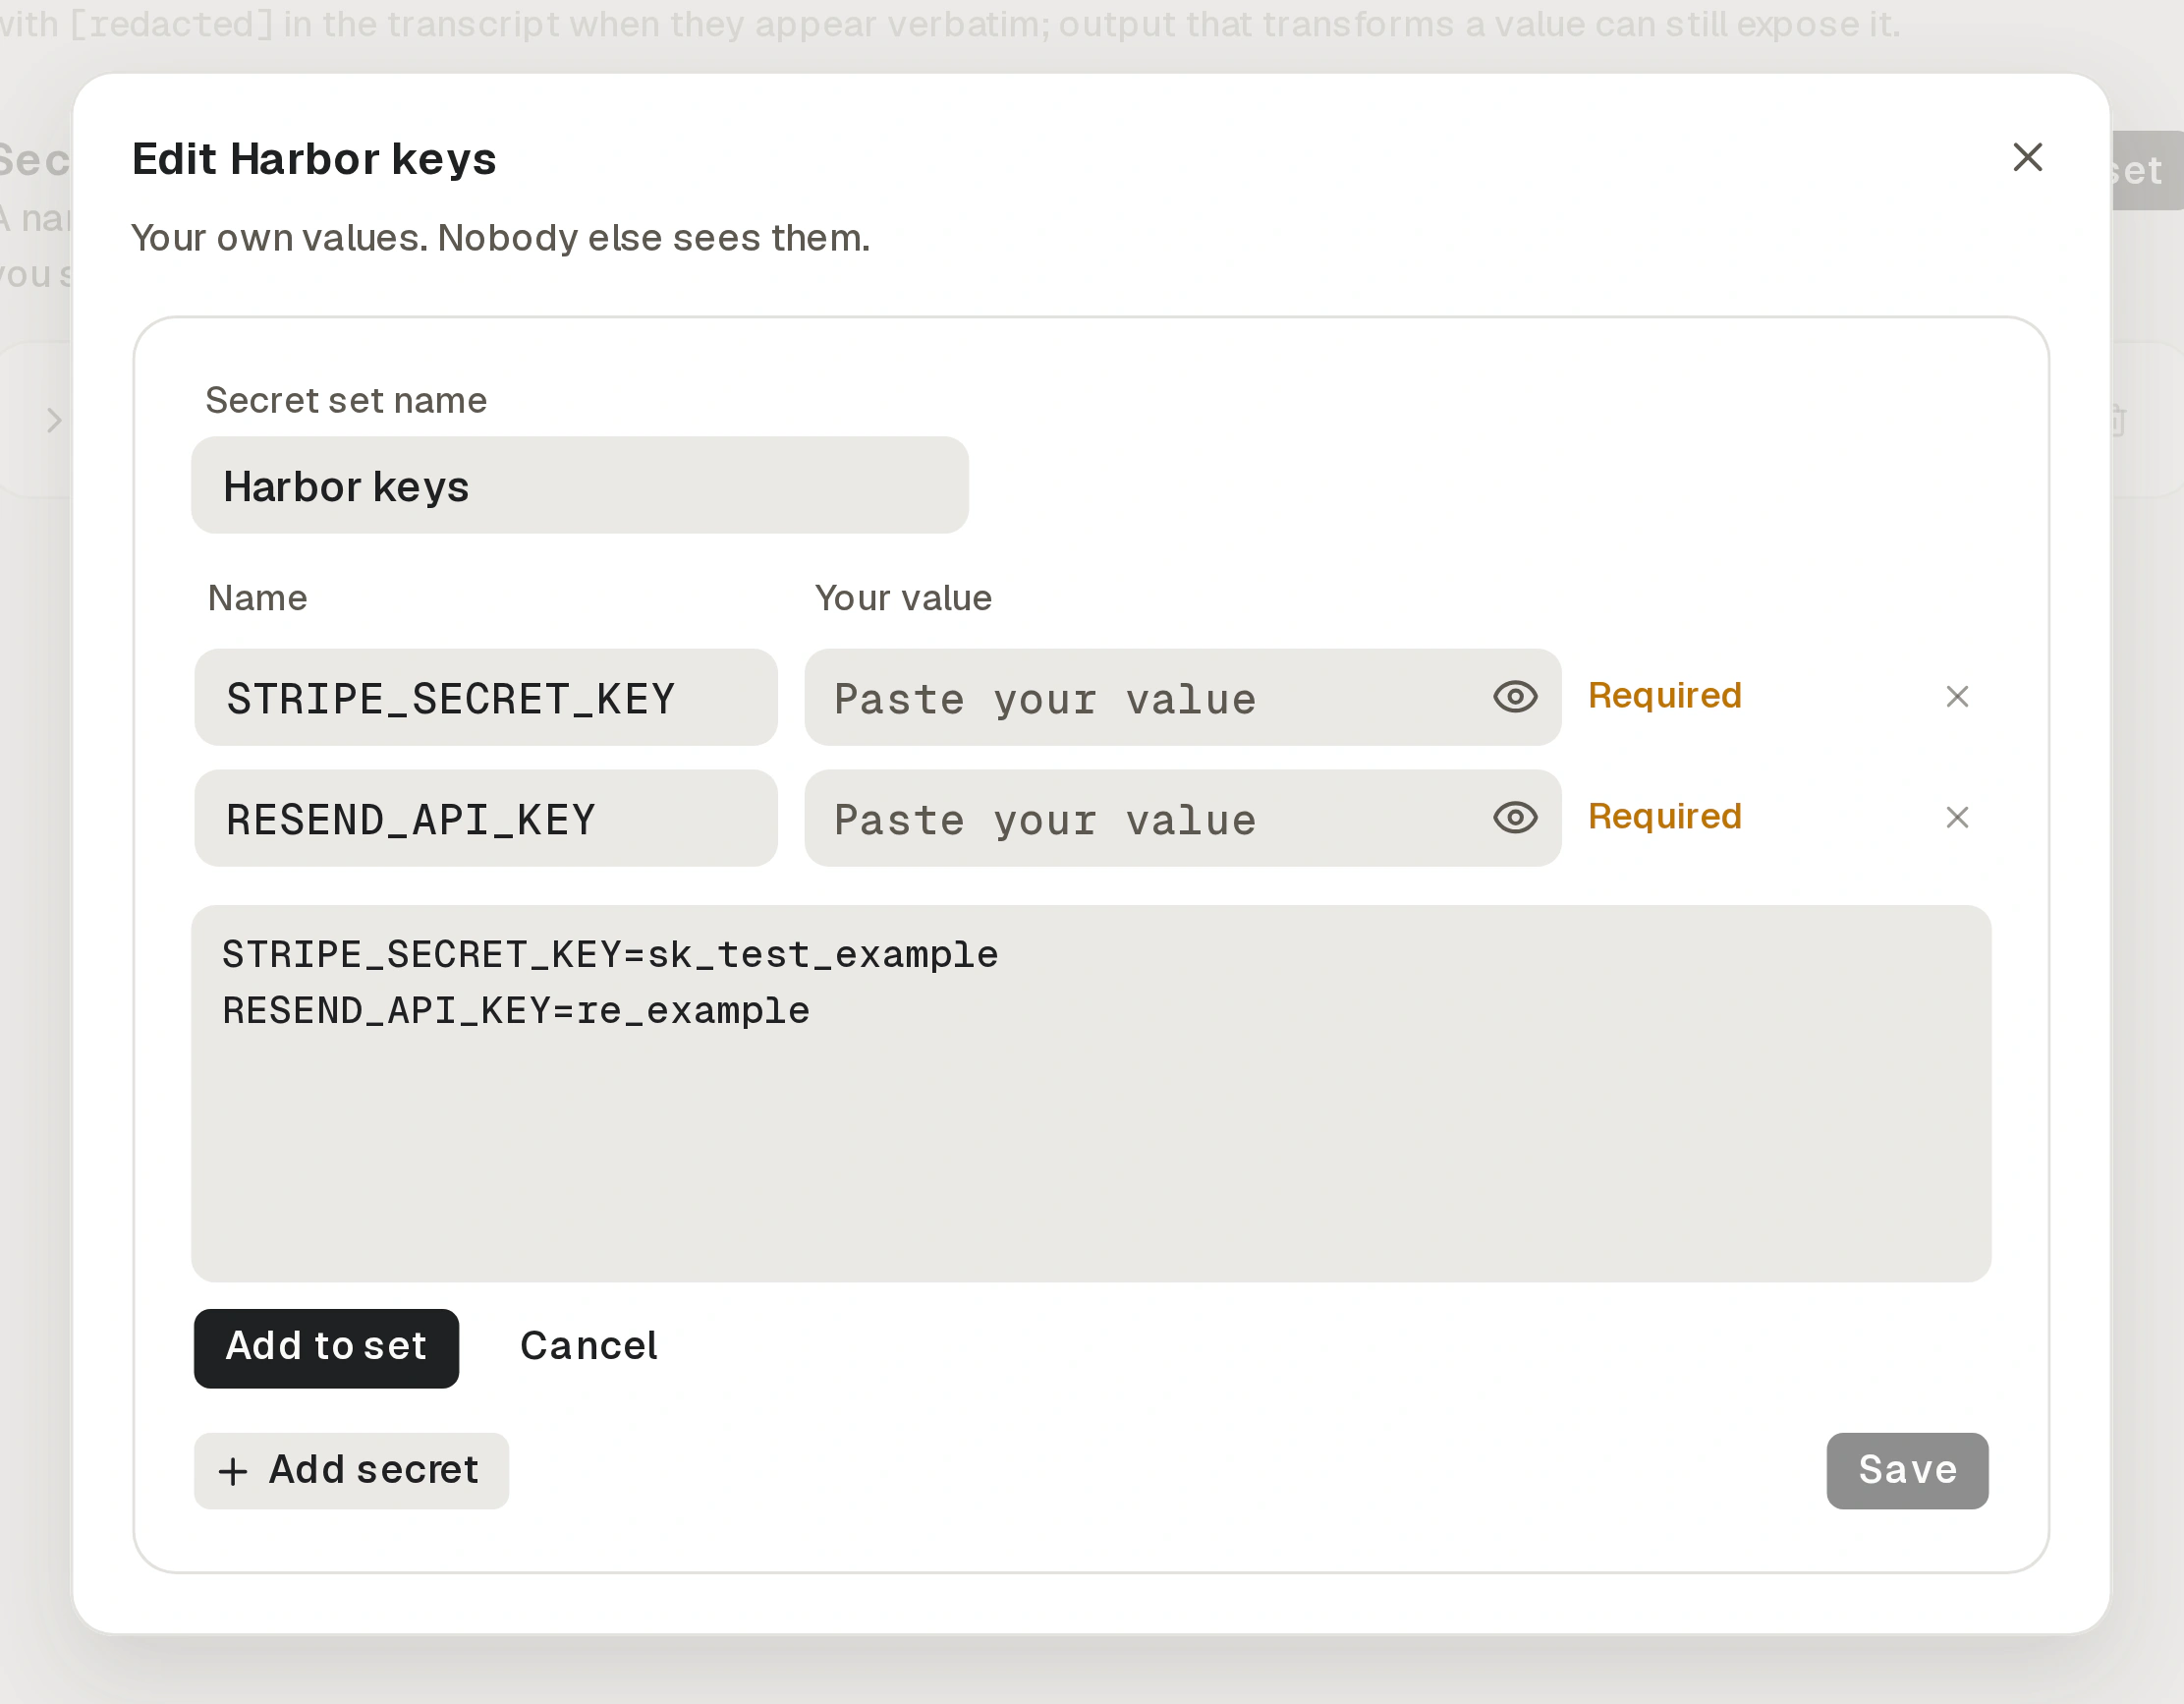 with [redacted] in the transcript when they appear verbatim; output that transforms a value can still expose it.
Edit Harbor keys
Your own values. Nobody else sees them.
Secret set name
Harbor keys
Name Your value
STRIPE_SECRET_KEY Paste your value Required
RESEND_API_KEY Paste your value Required
STRIPE_SECRET_KEY=sk_test_example
RESEND_API_KEY=re_example
Add to set Cancel
Add secret Save